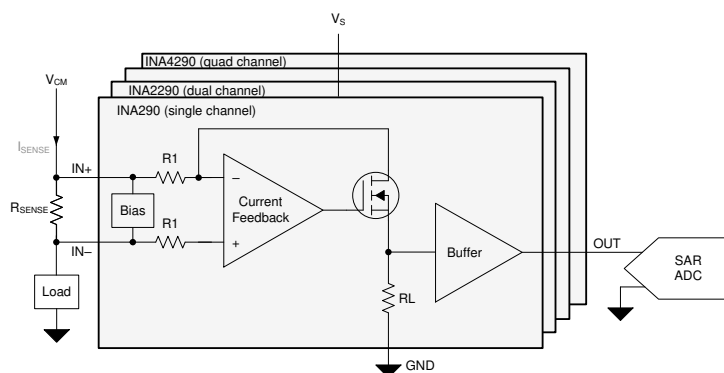 VS
INA4290 (quad channel)
INA2290 (dual channel)
INA290 (single channel)
VCM
ISENSE
IN+
R1
RSENSE
Bias
−
Current
Feedback
+
R1
IN−
Buffer
OUT
SAR
ADC
Load
RL
GND